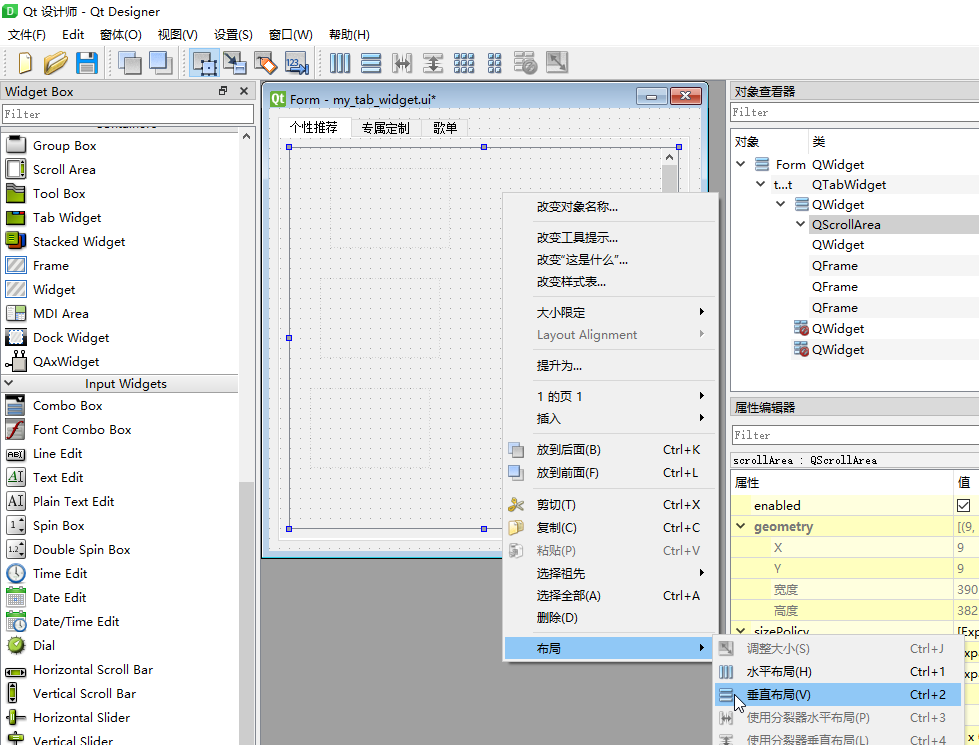 Qt 设计师 - Qt Designer
文件(F) Edit 窗体(O) 视图(V) 设置(S) 窗口(W) 帮助(H)
Widget Box
Filter
Containers
Group Box
Scroll Area
Tool Box
Tab Widget
Stacked Widget
Frame
Widget
MDI Area
Dock Widget
QAxWidget
Input Widgets
Combo Box
Font Combo Box
Line Edit
Text Edit
Plain Text Edit
Spin Box
Double Spin Box
Time Edit
Date Edit
Date/Time Edit
Dial
Horizontal Scroll Bar
Vertical Scroll Bar
Horizontal Slider
Vertical Slider
Form - my_tab_widget.ui*
个性推荐 专属定制 歌单
改变对象名称...
改变工具提示...
改变“这是什么”...
改变样式表...
大小限定
Layout Alignment
提升为...
1 的页 1
插入
放到后面(B) Ctrl+K
放到前面(F) Ctrl+L
剪切(T) Ctrl+X
复制(C) Ctrl+C
粘贴(P) Ctrl+V
选择祖先
选择全部(A) Ctrl+A
删除(D)
布局
调整大小(S) Ctrl+J
水平布局(H) Ctrl+1
垂直布局(V) Ctrl+2
使用分裂器水平布局(P) Ctrl+3
使用分裂器垂直布局(L) Ctrl+4
对象查看器
Filter
对象 类
Form QWidget
t...t QTabWidget
QWidget
QScrollArea
QWidget
QFrame
QFrame
QFrame
QWidget
QWidget
属性编辑器
Filter
scrollArea : QScrollArea
属性 值
enabled
geometry [(9,
X 9
Y 9
宽度 390
高度 382
sizePolicy [Exp
xp
xp
x